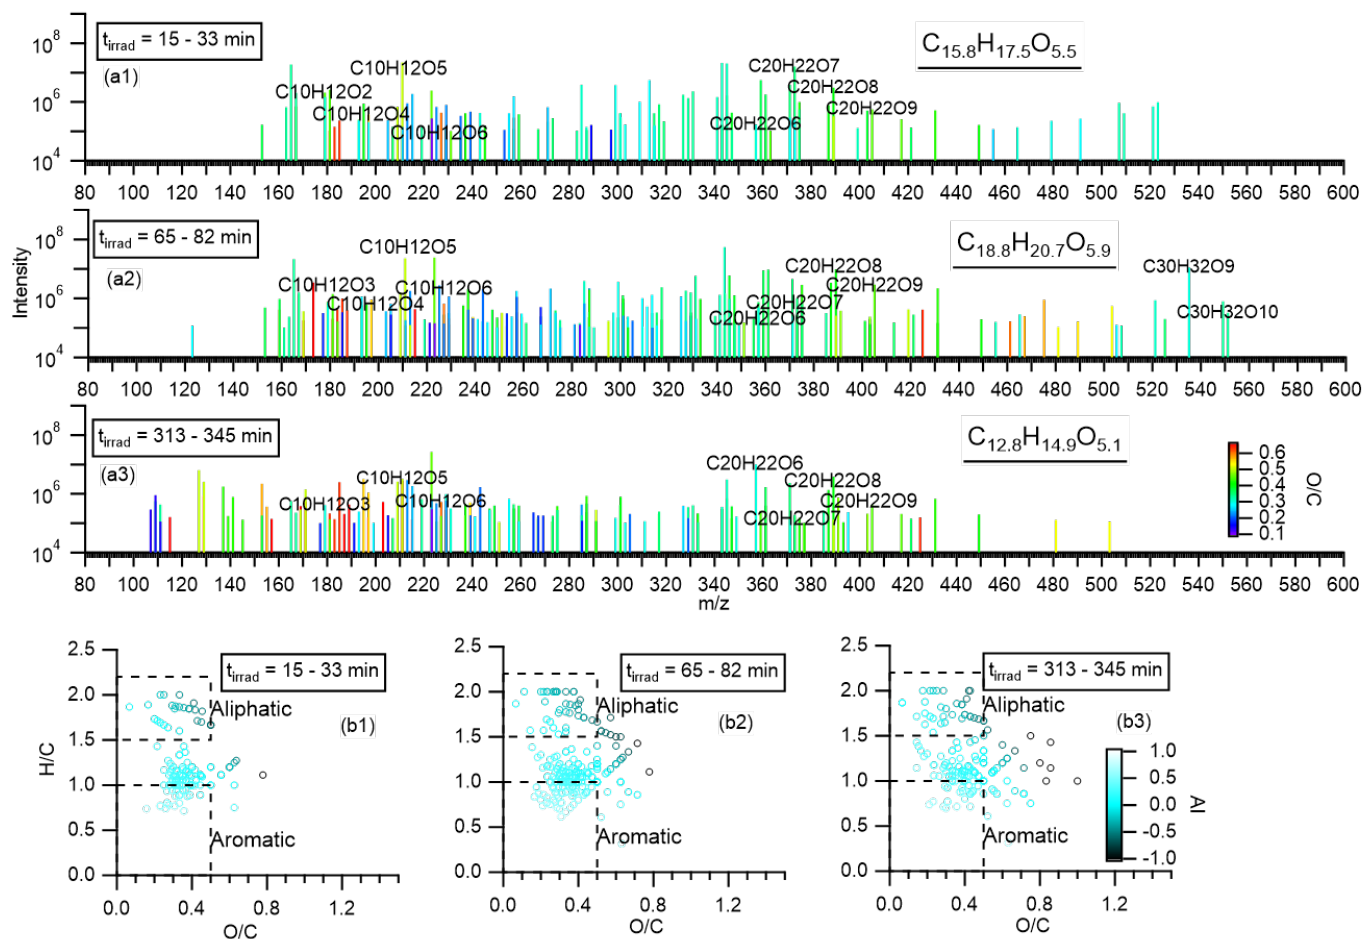 t_irrad = 15 - 33 min
(a1)
C15.8H17.5O5.5
C10H12O2
C10H12O4
C10H12O5
C10H12O6
C20H22O7
C20H22O8
C20H22O9
C20H22O6
10^8
10^6
10^4
80 100 120 140 160 180 200 220 240 260 280 300 320 340 360 380 400 420 440 460 480 500 520 540 560 580 600
t_irrad = 65 - 82 min
(a2)
C18.8H20.7O5.9
C10H12O5
C10H12O3
C10H12O6
C10H12O4
C20H22O8
C20H22O9
C20H22O7
C20H22O6
C30H32O9
C30H32O10
Intensity
10^8
10^6
10^4
80 100 120 140 160 180 200 220 240 260 280 300 320 340 360 380 400 420 440 460 480 500 520 540 560 580 600
t_irrad = 313 - 345 min
(a3)
C12.8H14.9O5.1
C10H12O5
C10H12O3
C10H12O6
C20H22O6
C20H22O8
C20H22O9
C20H22O7
10^8
10^6
10^4
0.6
0.5
0.4
0.3
0.2
0.1
O/C
80 100 120 140 160 180 200 220 240 260 280 300 320 340 360 380 400 420 440 460 480 500 520 540 560 580 600
m/z
2.5
2.0
1.5
1.0
0.5
0.0
H/C
t_irrad = 15 - 33 min
Aliphatic
(b1)
Aromatic
0.0 0.4 0.8 1.2
O/C
2.5
2.0
1.5
1.0
0.5
0.0
t_irrad = 65 - 82 min
Aliphatic
(b2)
Aromatic
0.0 0.4 0.8 1.2
O/C
2.5
2.0
1.5
1.0
0.5
0.0
t_irrad = 313 - 345 min
Aliphatic
(b3)
Aromatic
1.0
0.5
0.0
-0.5
-1.0
AI
0.0 0.4 0.8 1.2
O/C